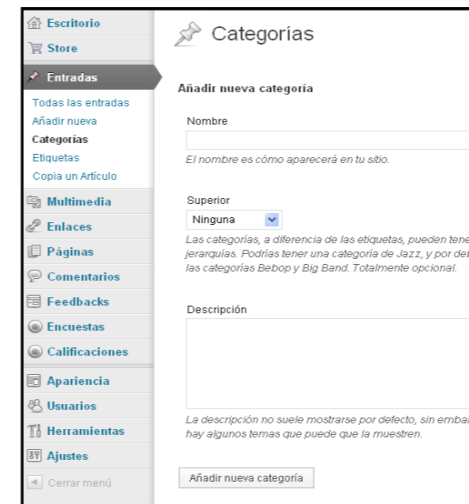 Escritorio
Store
Entradas
Todas las entradas
Añadir nueva
Categorías
Etiquetas
Copia un Artículo
Multimedia
Enlaces
Páginas
Comentarios
Feedbacks
Encuestas
Calificaciones
Apariencia
Usuarios
Herramientas
Ajustes
Cerrar menú
Categorías
Añadir nueva categoría
Nombre
El nombre es cómo aparecerá en tu sitio.
Superior
Ninguna
Las categorías, a diferencia de las etiquetas, pueden tene
jerarquías. Podrías tener una categoría de Jazz, y por deb
las categorías Bebop y Big Band. Totalmente opcional.
Descripción
La descripción no suele mostrarse por defecto, sin embar
hay algunos temas que puede que la muestren.
Añadir nueva categoría